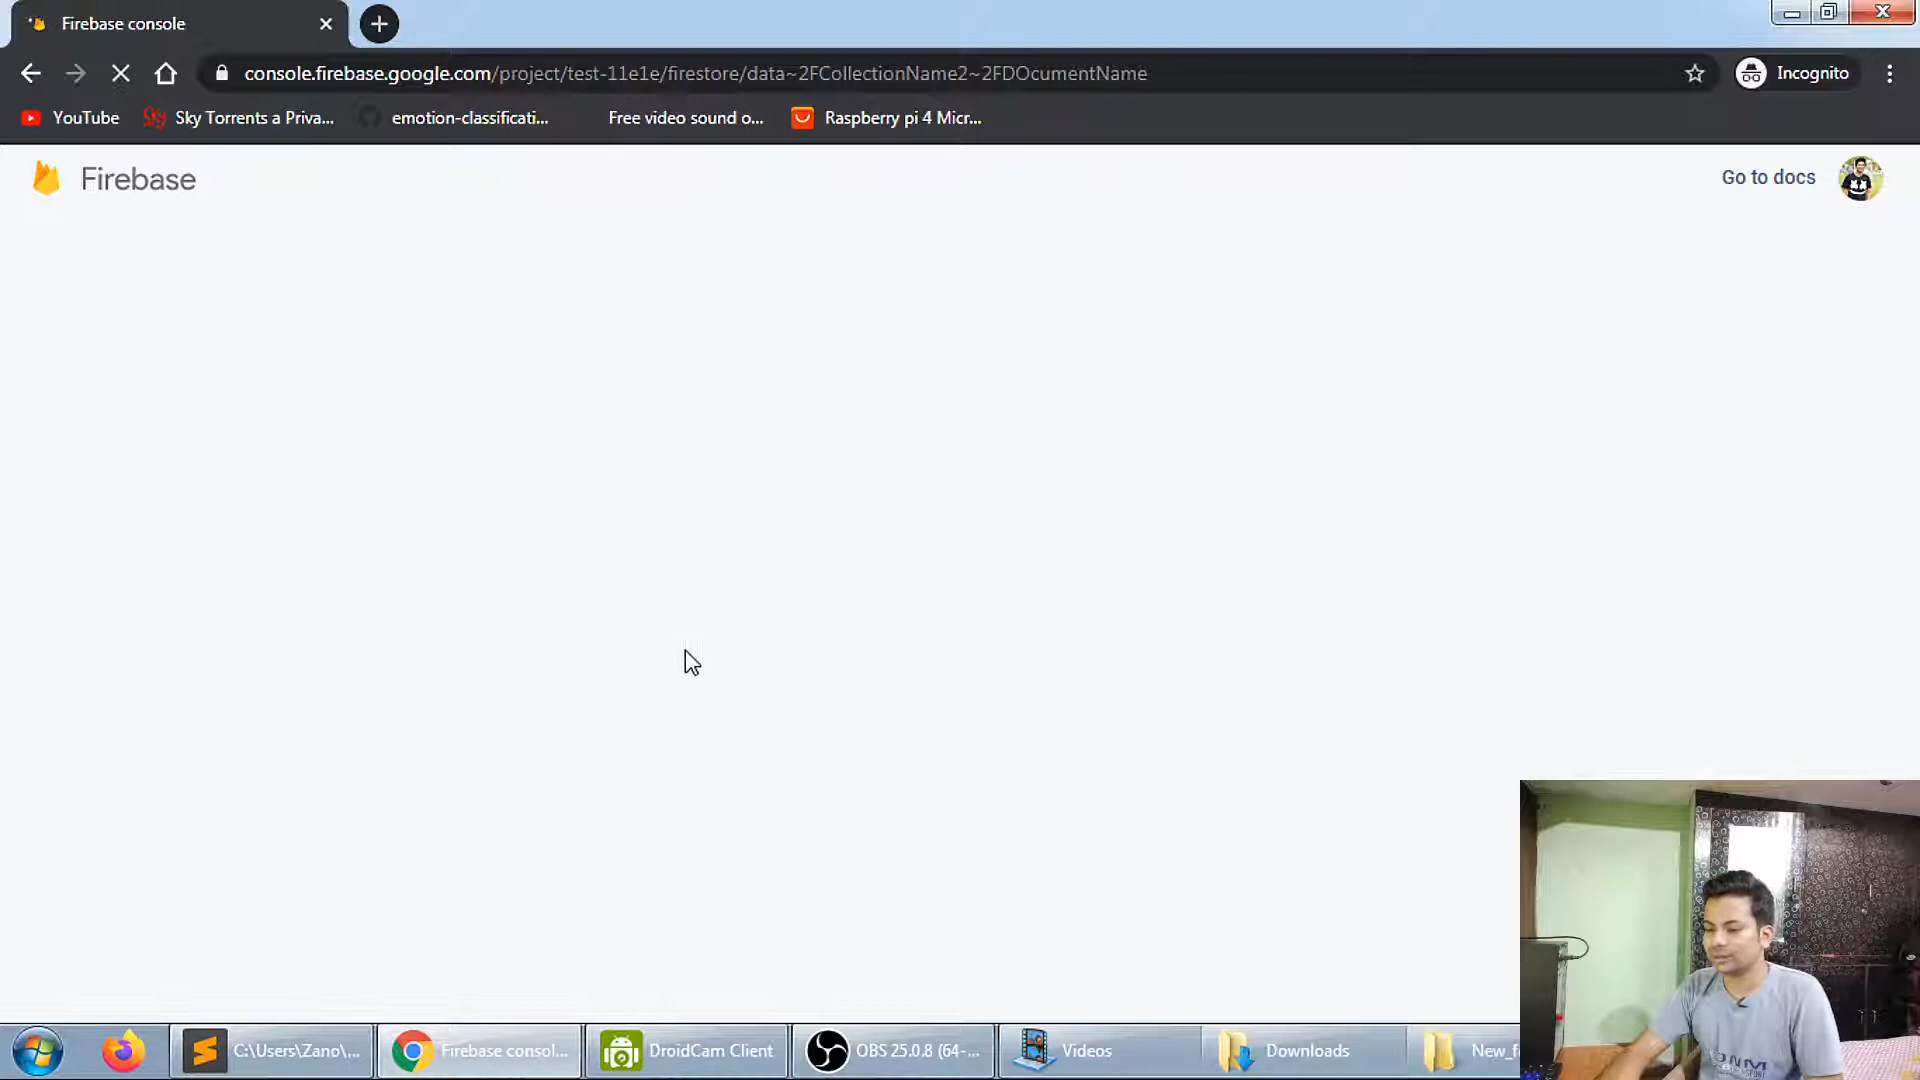 Firebase console
console.firebase.google.com/project/test-11e1e/firestore/data~2FCollectionName2~2FDOcumentName
Incognito
YouTube
Sky Torrents a Priva...
emotion-classificati...
Free video sound o...
Raspberry pi 4 Micr...
Firebase
Go to docs
C:\Users\Zano\...
Firebase consol...
DroidCam Client
OBS 25.0.8 (64-...
Videos
Downloads